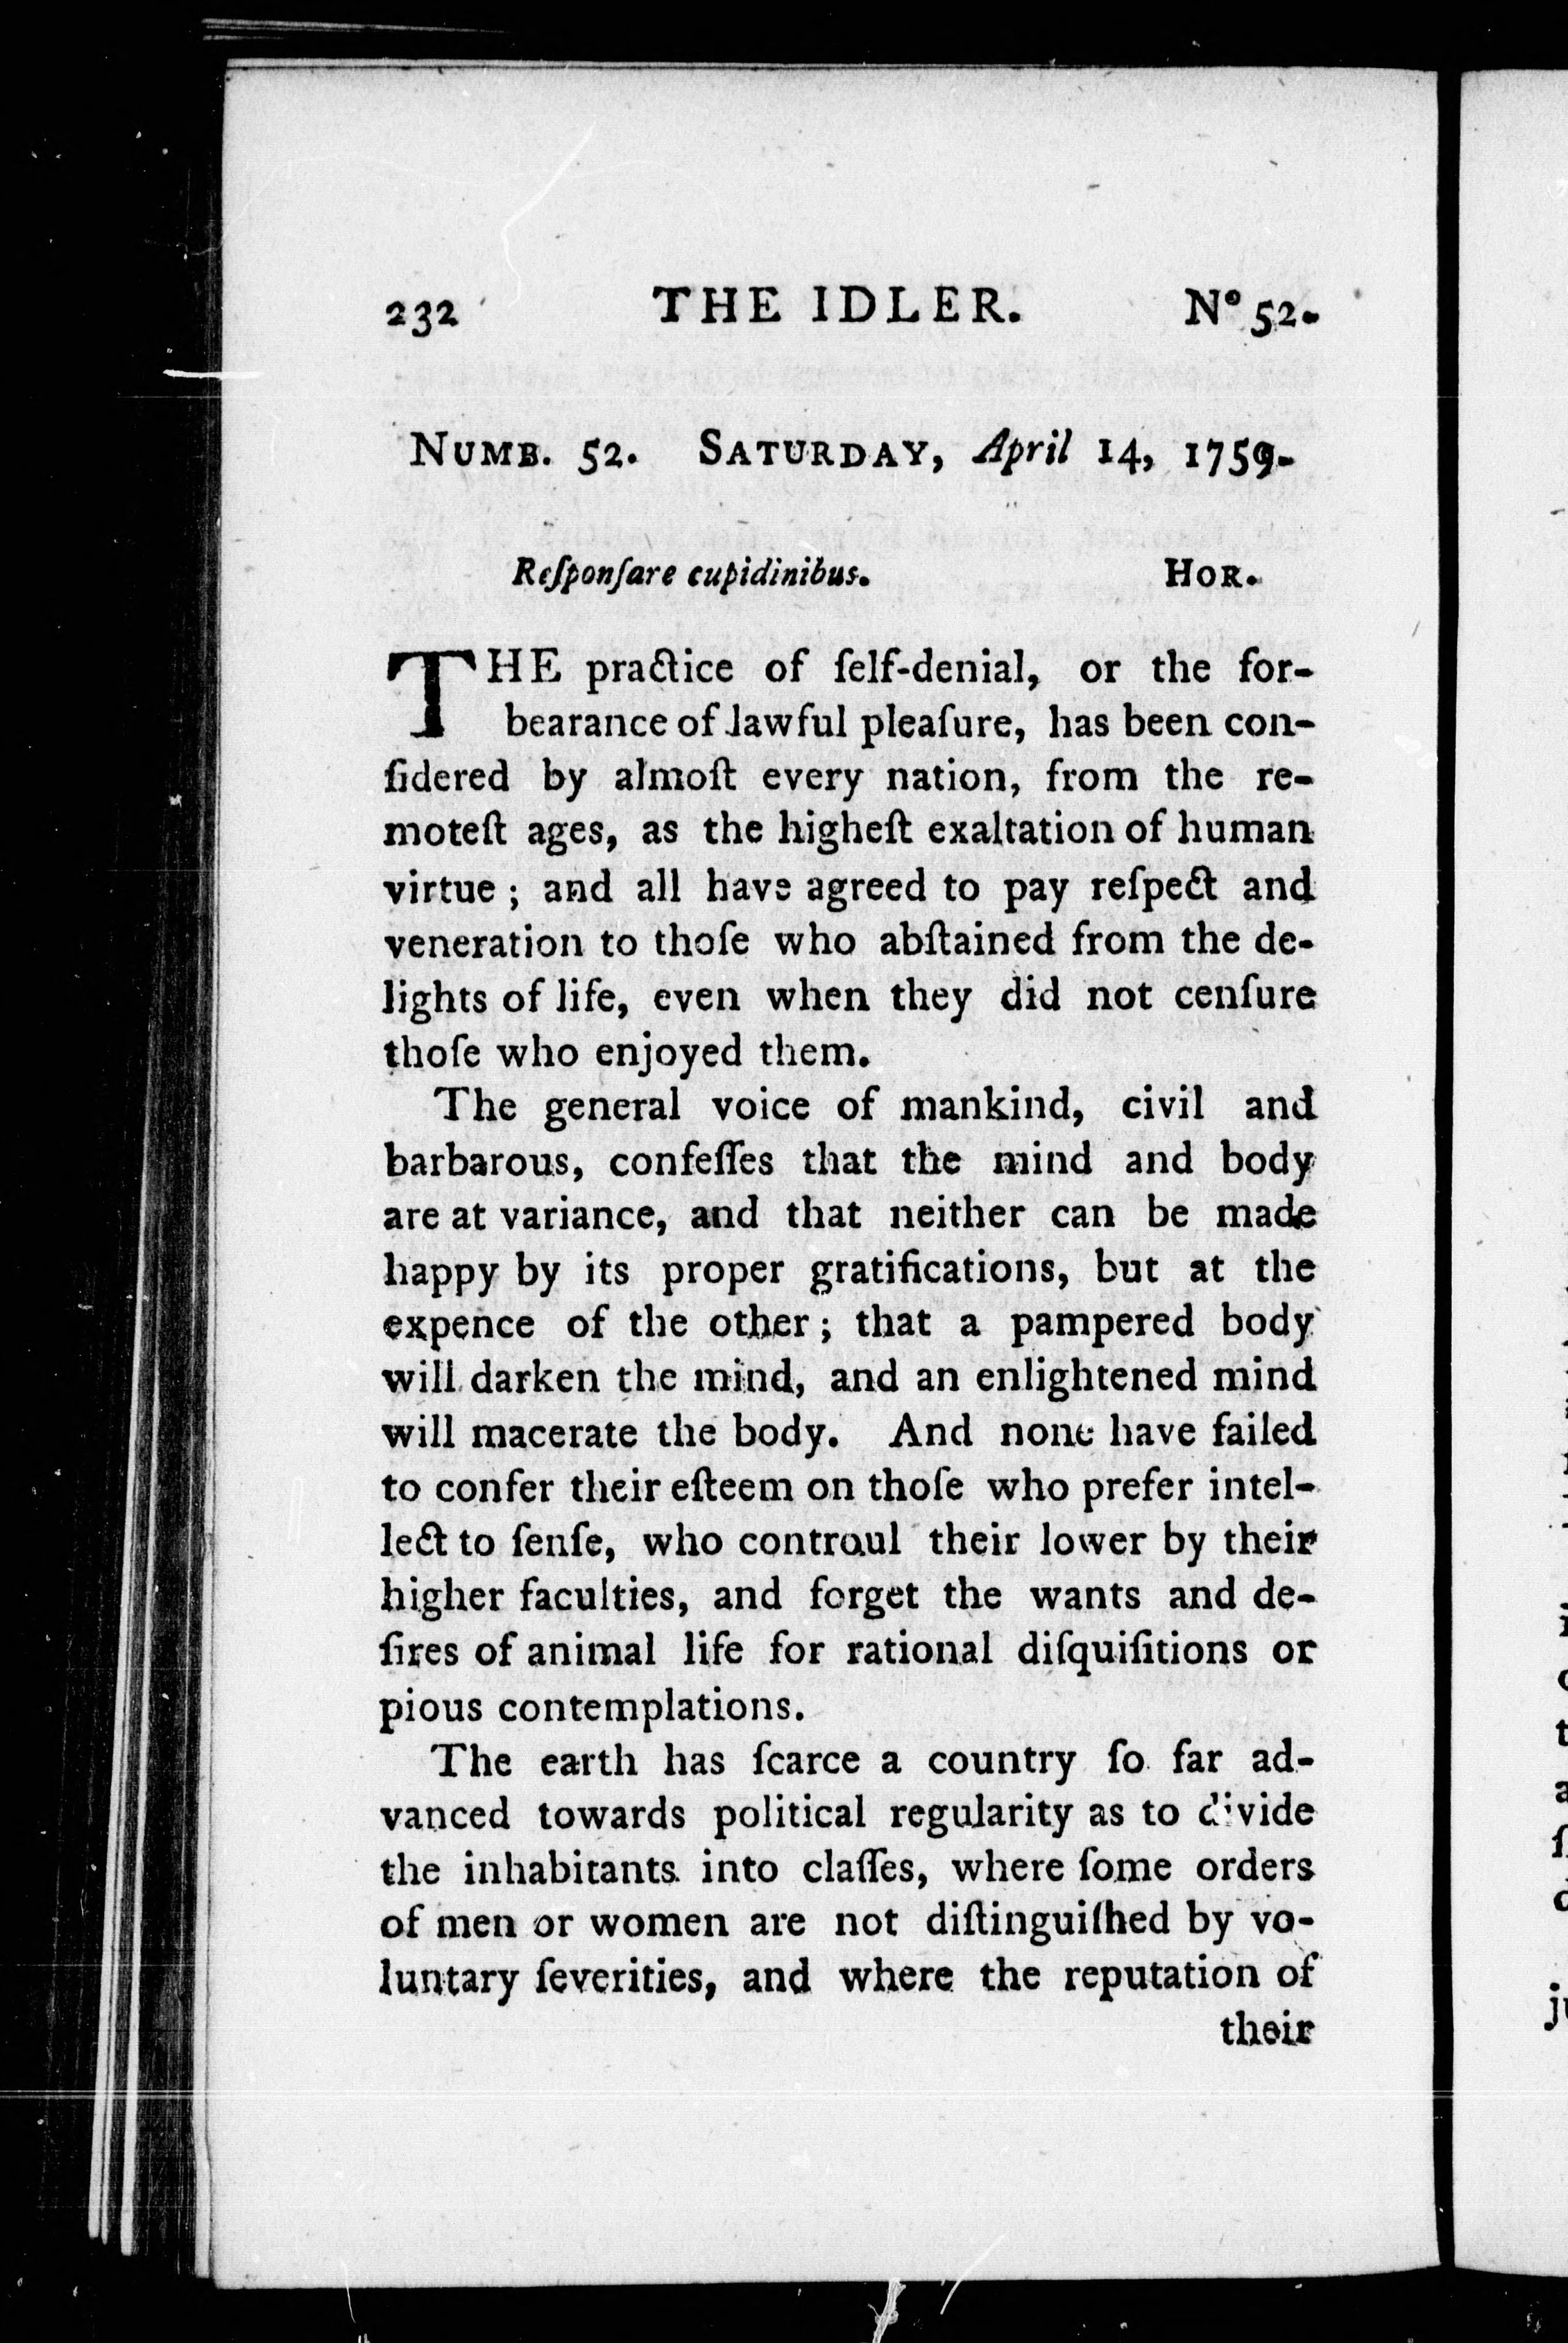 232 THE IDLER. Nº 52.
NUMB. 52. SATURDAY, April 14, 1759.
Reſponſare cupidinibus. HOR.
THE practice of ſelf-denial, or the for-
bearance of lawful pleaſure, has been con-
ſidered by almoſt every nation, from the re-
moteſt ages, as the higheſt exaltation of human
virtue; and all have agreed to pay reſpect and
veneration to thoſe who abſtained from the de-
lights of life, even when they did not cenſure
thoſe who enjoyed them.
The general voice of mankind, civil and
barbarous, confeſſes that the mind and body
are at variance, and that neither can be made
happy by its proper gratifications, but at the
expence of the other; that a pampered body
will darken the mind, and an enlightened mind
will macerate the body. And none have failed
to confer their eſteem on thoſe who prefer intel-
lect to ſenſe, who controul their lower by their
higher faculties, and forget the wants and de-
ſires of animal life for rational diſquiſitions or
pious contemplations.
The earth has ſcarce a country ſo far ad-
vanced towards political regularity as to divide
the inhabitants into claſſes, where ſome orders
of men or women are not diſtinguiſhed by vo-
luntary ſeverities, and where the reputation of
their